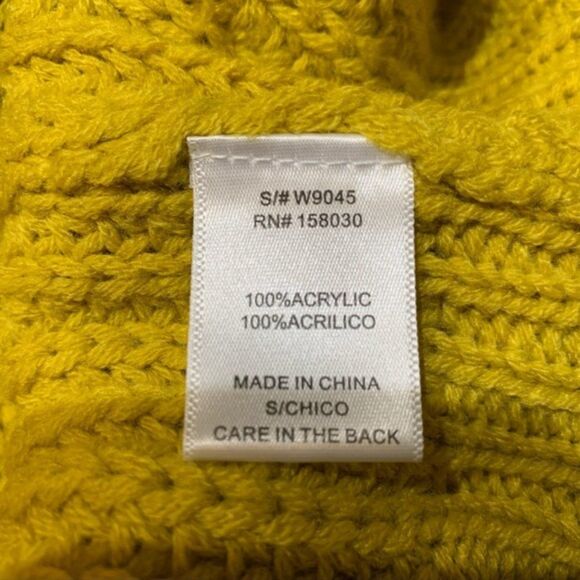 S/# W9045
RN# 158030
100%ACRYLIC
100%ACRILICO
MADE IN CHINA
S/CHICO
CARE IN THE BACK